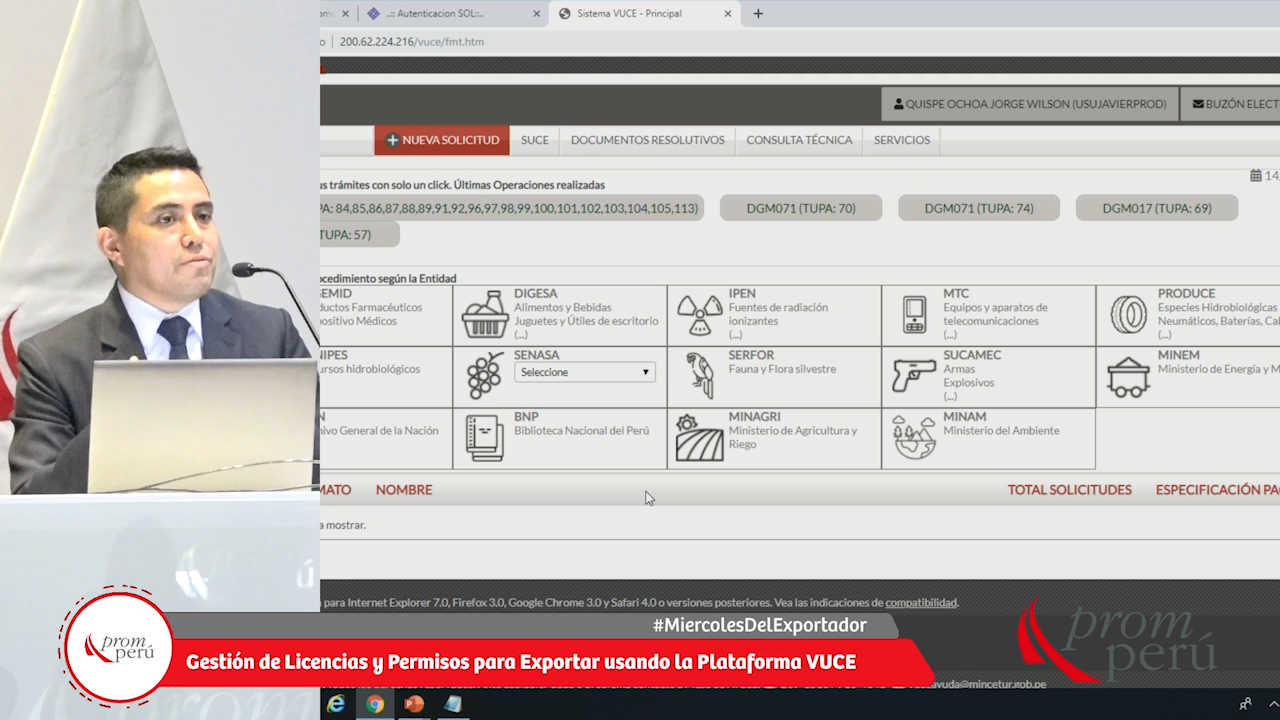 ome
..:: Autenticacion SOL::..
Sistema VUCE - Principal
o | 200.62.224.216/vuce/fmt.htm
QUISPE OCHOA JORGE WILSON (USUJAVIERPROD)
BUZÓN ELECT
NUEVA SOLICITUD
SUCE
DOCUMENTOS RESOLUTIVOS
CONSULTA TÉCNICA
SERVICIOS
us trámites con solo un click. Últimas Operaciones realizadas
14,
PA: 84,85,86,87,88,89,91,92,96,97,98,99,100,101,102,103,104,105,113)
DGM071 (TUPA: 70)
DGM071 (TUPA: 74)
DGM017 (TUPA: 69)
TUPA: 57)
ocedimiento según la Entidad
GEMID
ductos Farmacéuticos
positivo Médicos
DIGESA
Alimentos y Bebidas
Juguetes y Útiles de escritorio
(...)
IPEN
Fuentes de radiación
ionizantes
(...)
MTC
Equipos y aparatos de
telecomunicaciones
(...)
PRODUCE
Especies Hidrobiológicas
Neumáticos, Baterías, Cal
(...)
NIPES
ursos hidrobiológicos
SENASA
Seleccione
SERFOR
Fauna y Flora silvestre
SUCAMEC
Armas
Explosivos
(...)
MINEM
Ministerio de Energía y M
N
hivo General de la Nación
BNP
Biblioteca Nacional del Perú
MINAGRI
Ministerio de Agricultura y
Riego
MINAM
Ministerio del Ambiente
MATO
NOMBRE
TOTAL SOLICITUDES
ESPECIFICACIÓN PAG
a mostrar.
para Internet Explorer 7.0, Firefox 3.0, Google Chrome 3.0 y Safari 4.0 o versiones posteriores. Vea las indicaciones de compatibilidad.
#MiercolesDelExportador
Gestión de Licencias y Permisos para Exportar usando la Plataforma VUCE
prom
perú
prom
perú
@mincetur.gob.pe